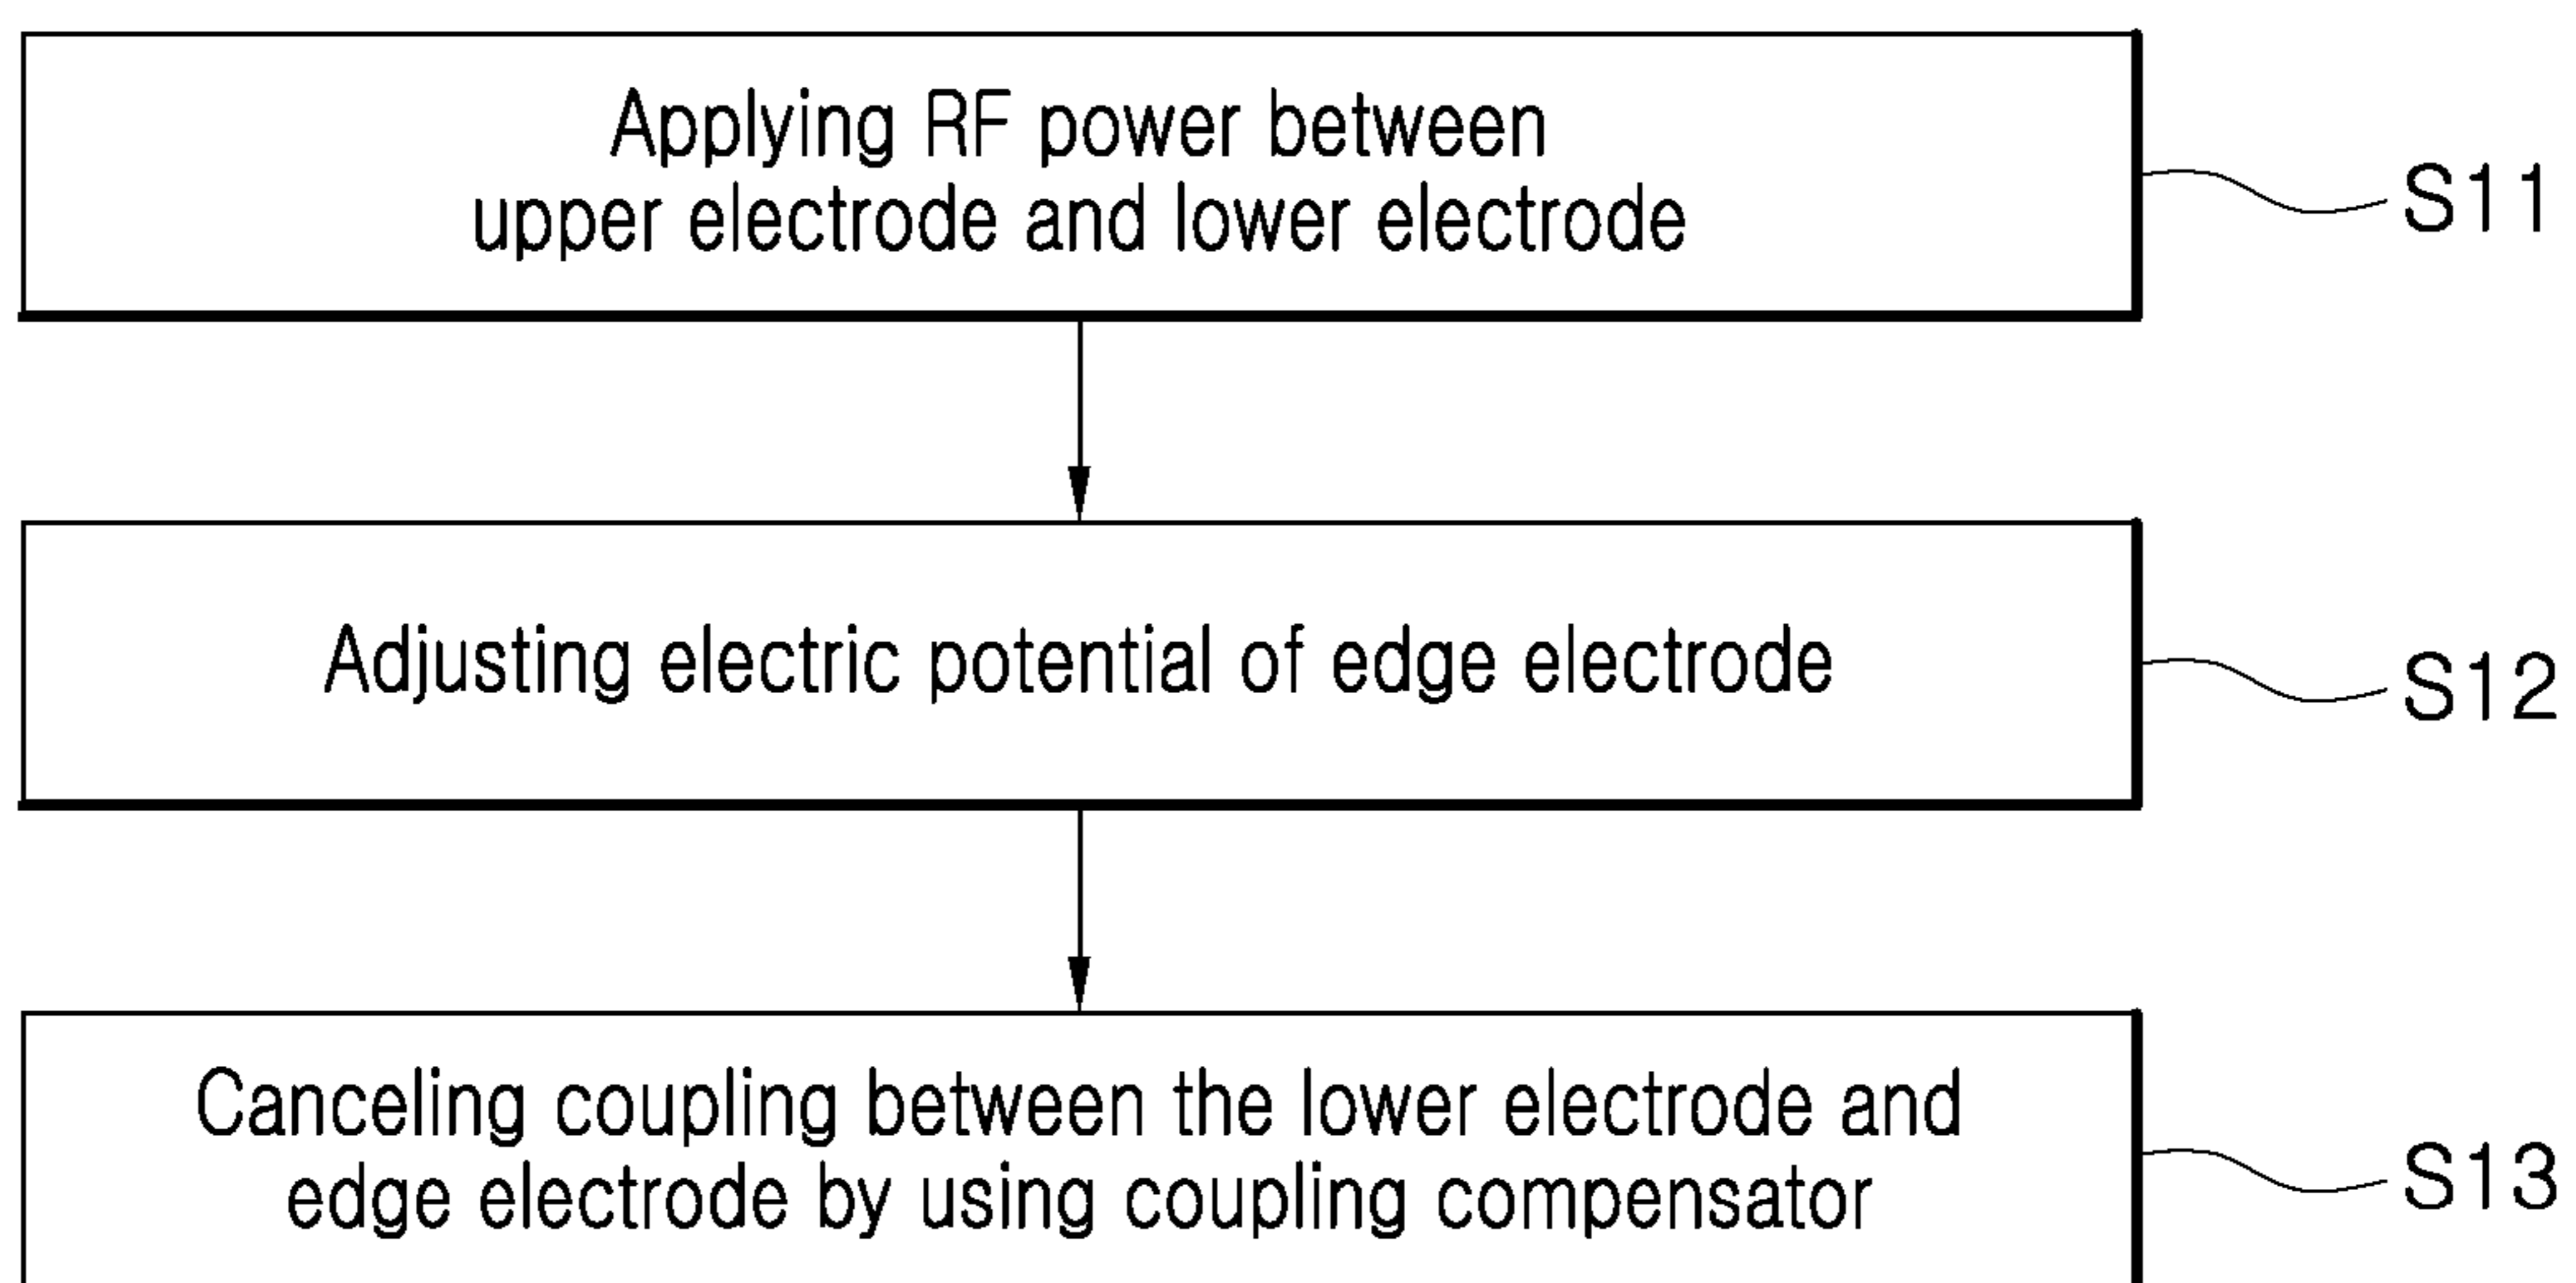 Applying RF power between
upper electrode and lower electrode
S11
Adjusting electric potential of edge electrode
S12
Canceling coupling between the lower electrode and
edge electrode by using coupling compensator
S13